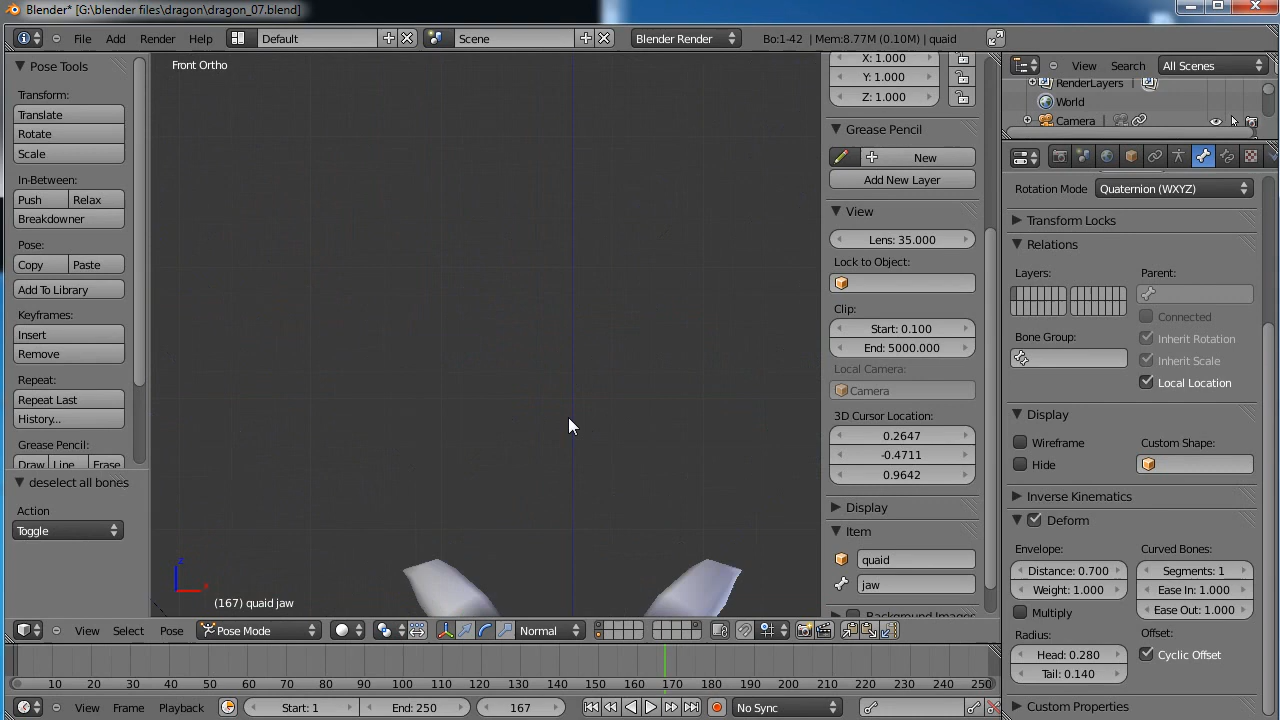 Blender* [G:\blender files\dragon\dragon_07.blend]
File Add Render Help Default Scene Blender Render Bo:1-42 | Mem:8.77M (0.10M) | quaid
Pose Tools
Transform:
Translate
Rotate
Scale
In-Between:
Push Relax
Breakdowner
Pose:
Copy Paste
Add To Library
Keyframes:
Insert
Remove
Repeat:
Repeat Last
History...
Grease Pencil:
Draw Line Erase
deselect all bones
Action
Toggle
Front Ortho
(167) quaid jaw
X: 1.000
Y: 1.000
Z: 1.000
Grease Pencil
New
Add New Layer
View
Lens: 35.000
Lock to Object:
Clip:
Start: 0.100
End: 5000.000
Local Camera:
Camera
3D Cursor Location:
0.2647
-0.4711
0.9642
Display
Item
quaid
jaw
Background Images
View Search All Scenes
RenderLayers
World
Camera
Rotation Mode Quaternion (WXYZ)
Transform Locks
Relations
Layers: Parent:
Connected
Bone Group: Inherit Rotation
Inherit Scale
Local Location
Display
Wireframe Custom Shape:
Hide
Inverse Kinematics
Deform
Envelope: Curved Bones:
Distance: 0.700 Segments: 1
Weight: 1.000 Ease In: 1.000
Multiply Ease Out: 1.000
Radius: Offset:
Head: 0.280 Cyclic Offset
Tail: 0.140
Custom Properties
View Select Pose Pose Mode Normal
10 20 30 40 50 60 70 80 90 100 110 120 130 140 150 160 170 180 190 200 210 220 230 240 250
View Frame Playback Start: 1 End: 250 167 No Sync